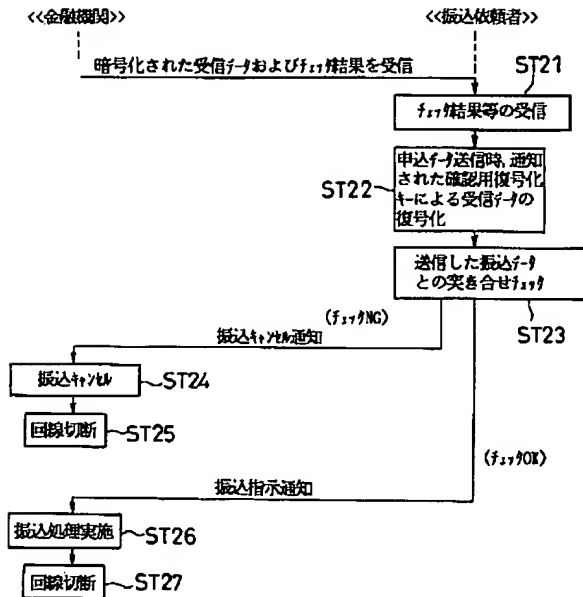 ≪金融機関≫
≪振込依頼者≫
暗号化された受信ﾃﾞｰﾀおよびﾁｪｯｸ結果を受信
ST21
ﾁｪｯｸ結果等の受信
申込ﾃﾞｰﾀ送信時､通知
された確認用復号化
ｷｰによる受信ﾃﾞｰﾀの
復号化
ST22
送信した振込ﾃﾞｰﾀ
との突き合せﾁｪｯｸ
ST23
(ﾁｪｯｸNG)
振込ｷｬﾝｾﾙ通知
振込ｷｬﾝｾﾙ
ST24
回線切断
ST25
(ﾁｪｯｸOK)
振込指示通知
振込処理実施
ST26
回線切断
ST27